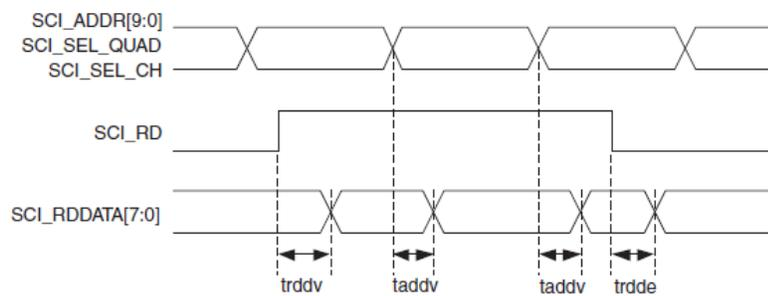 SCI_ADDR[9:0]
SCI_SEL_QUAD
SCI_SEL_CH
SCI_RD
SCI_RDDATA[7:0]
trddv taddv taddv trdde